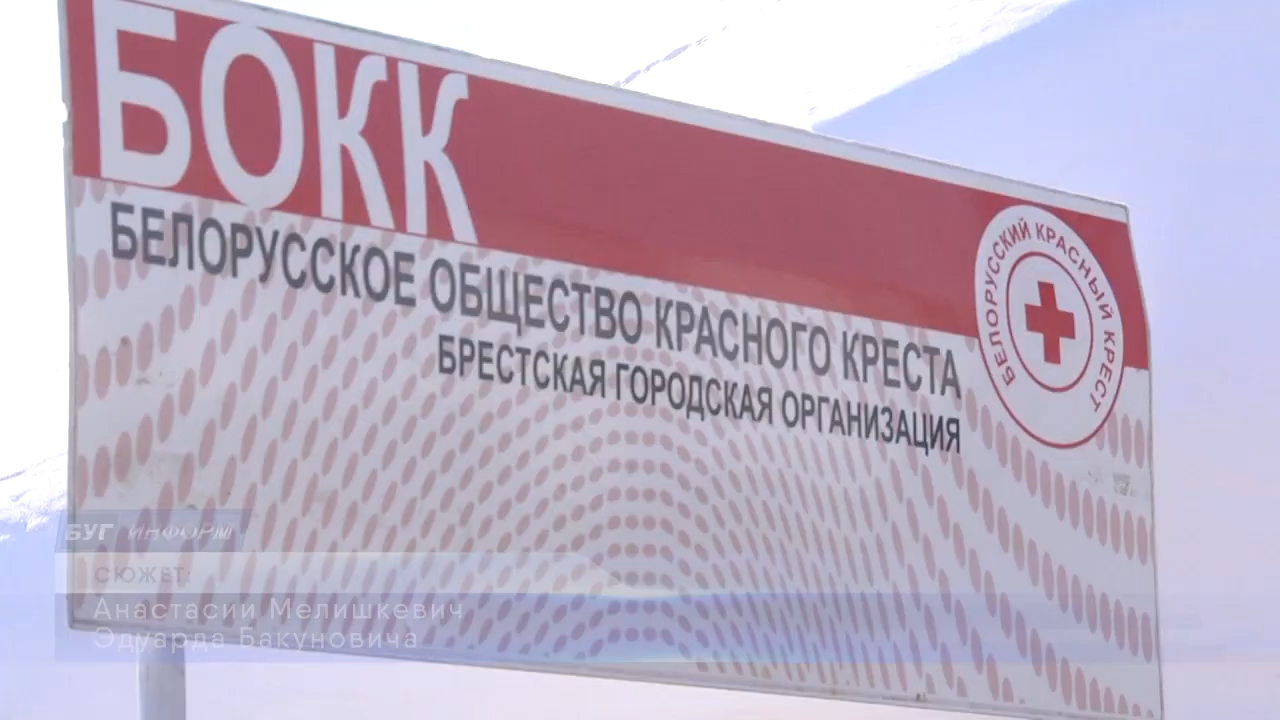 БОКК
БЕЛОРУССКОЕ ОБЩЕСТВО КРАСНОГО КРЕСТА
БРЕСТСКАЯ ГОРОДСКАЯ ОРГАНИЗАЦИЯ
БЕЛОРУССКИЙ КРАСНЫЙ КРЕСТ
БУГ ИНФОРМ
СЮЖЕТ:
Анастасии Мелишкевич
Эдуарда Бакуновича